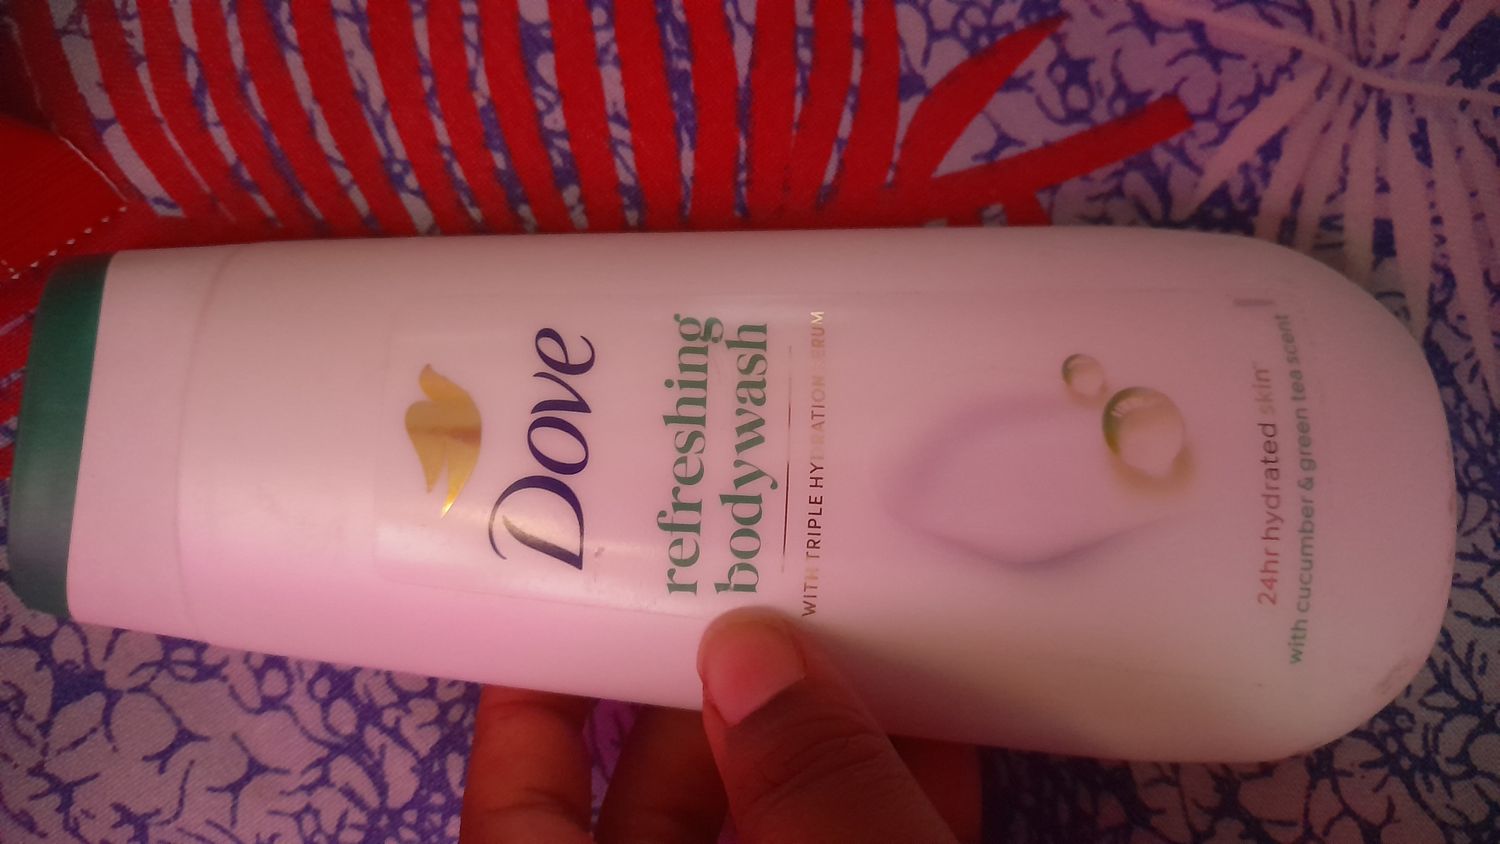 Dove
refreshing
bodywash
WITH TRIPLE HYDRATION SERUM
24hr hydrated skin
with cucumber & green tea scent